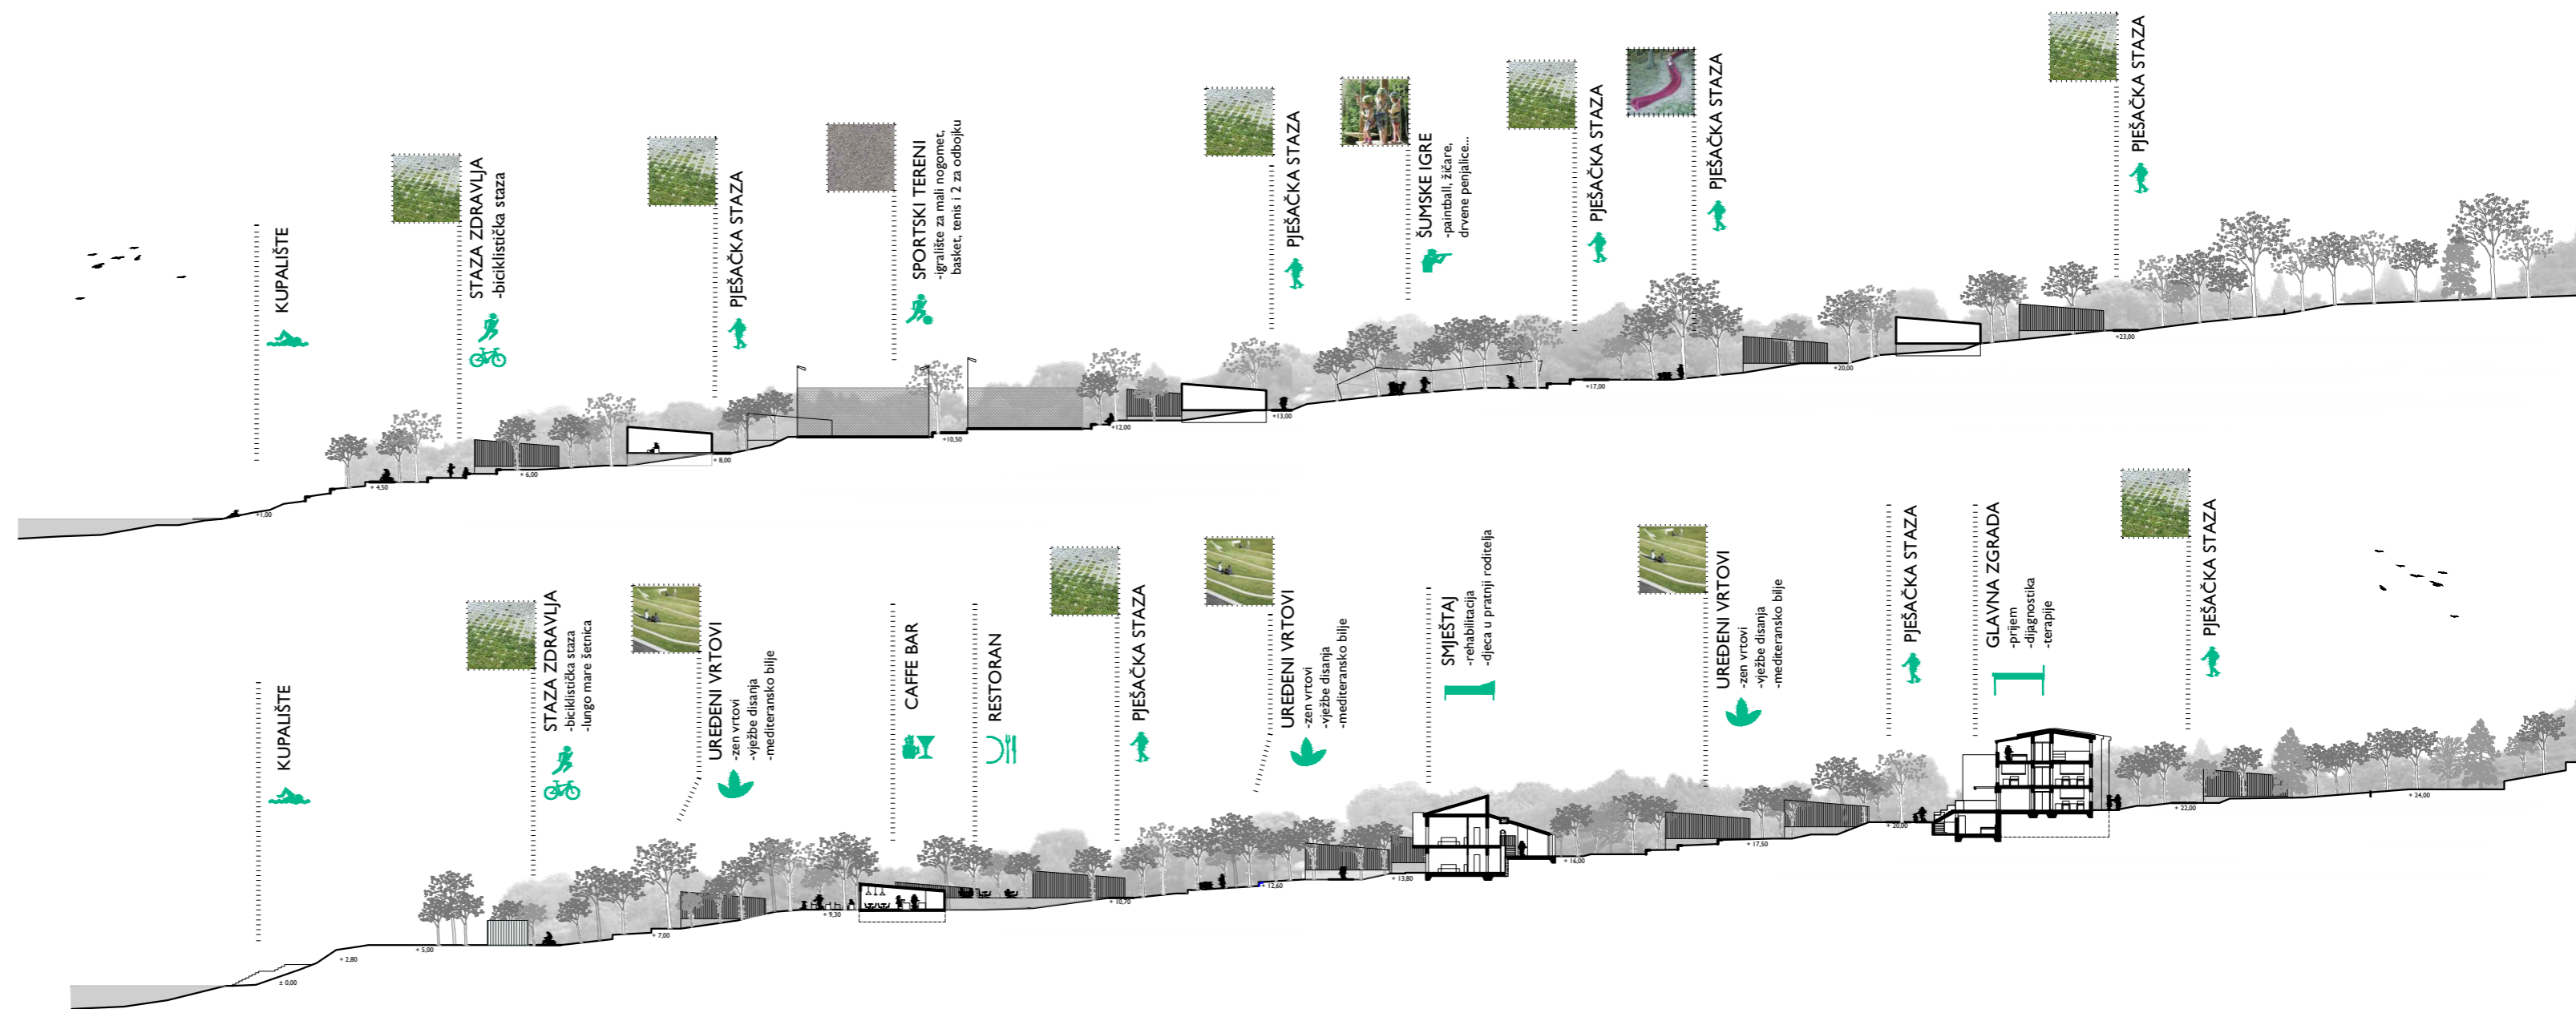 KUPALIŠTE
STAZA ZDRAVLJA
-biciklistička staza
PJEŠAČKA STAZA
SPORTSKI TERENI
-igralište za mali nogomet,
basket, tenis i 2 za odbojku
PJEŠAČKA STAZA
ŠUMSKE IGRE
-paintball, žičare,
drvene penjalice...
PJEŠAČKA STAZA
PJEŠAČKA STAZA
PJEŠAČKA STAZA
+1,00
+ 4,50
+ 6,00
+ 8,00
+10,50
+12,00
+13,00
+17,00
+20,00
+23,00
KUPALIŠTE
STAZA ZDRAVLJA
-biciklistička staza
-lungo mare šetnica
UREĐENI VRTOVI
-zen vrtovi
-vježbe disanja
-mediteransko bilje
CAFFE BAR
RESTORAN
PJEŠAČKA STAZA
UREĐENI VRTOVI
-zen vrtovi
-vježbe disanja
-mediteransko bilje
SMJEŠTAJ
-rehabilitacija
-djeca u pratnji roditelja
UREĐENI VRTOVI
-zen vrtovi
-vježbe disanja
-mediteransko bilje
PJEŠAČKA STAZA
GLAVNA ZGRADA
-prijem
-dijagnostika
-terapije
PJEŠAČKA STAZA
± 0,00
+ 2,80
+ 5,00
+ 7,00
+ 9,30
+ 10,70
+ 12,60
+ 13,80
+ 16,00
+ 17,50
+ 20,00
+ 22,00
+ 24,00